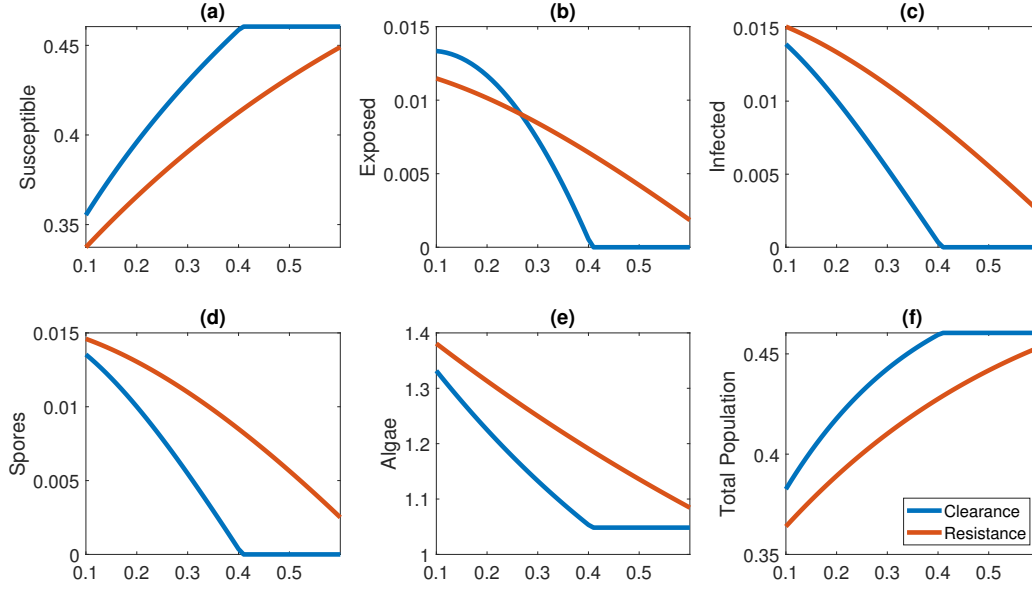 (a)
Susceptible
0.45
0.4
0.35
0.1 0.2 0.3 0.4 0.5
(b)
Exposed
0.015
0.01
0.005
0
0.1 0.2 0.3 0.4 0.5
(c)
Infected
0.015
0.01
0.005
0
0.1 0.2 0.3 0.4 0.5
(d)
Spores
0.015
0.01
0.005
0
0.1 0.2 0.3 0.4 0.5
(e)
Algae
1.4
1.3
1.2
1.1
1
0.1 0.2 0.3 0.4 0.5
(f)
Total Population
0.45
0.4
0.35
0.1 0.2 0.3 0.4 0.5
Clearance
Resistance